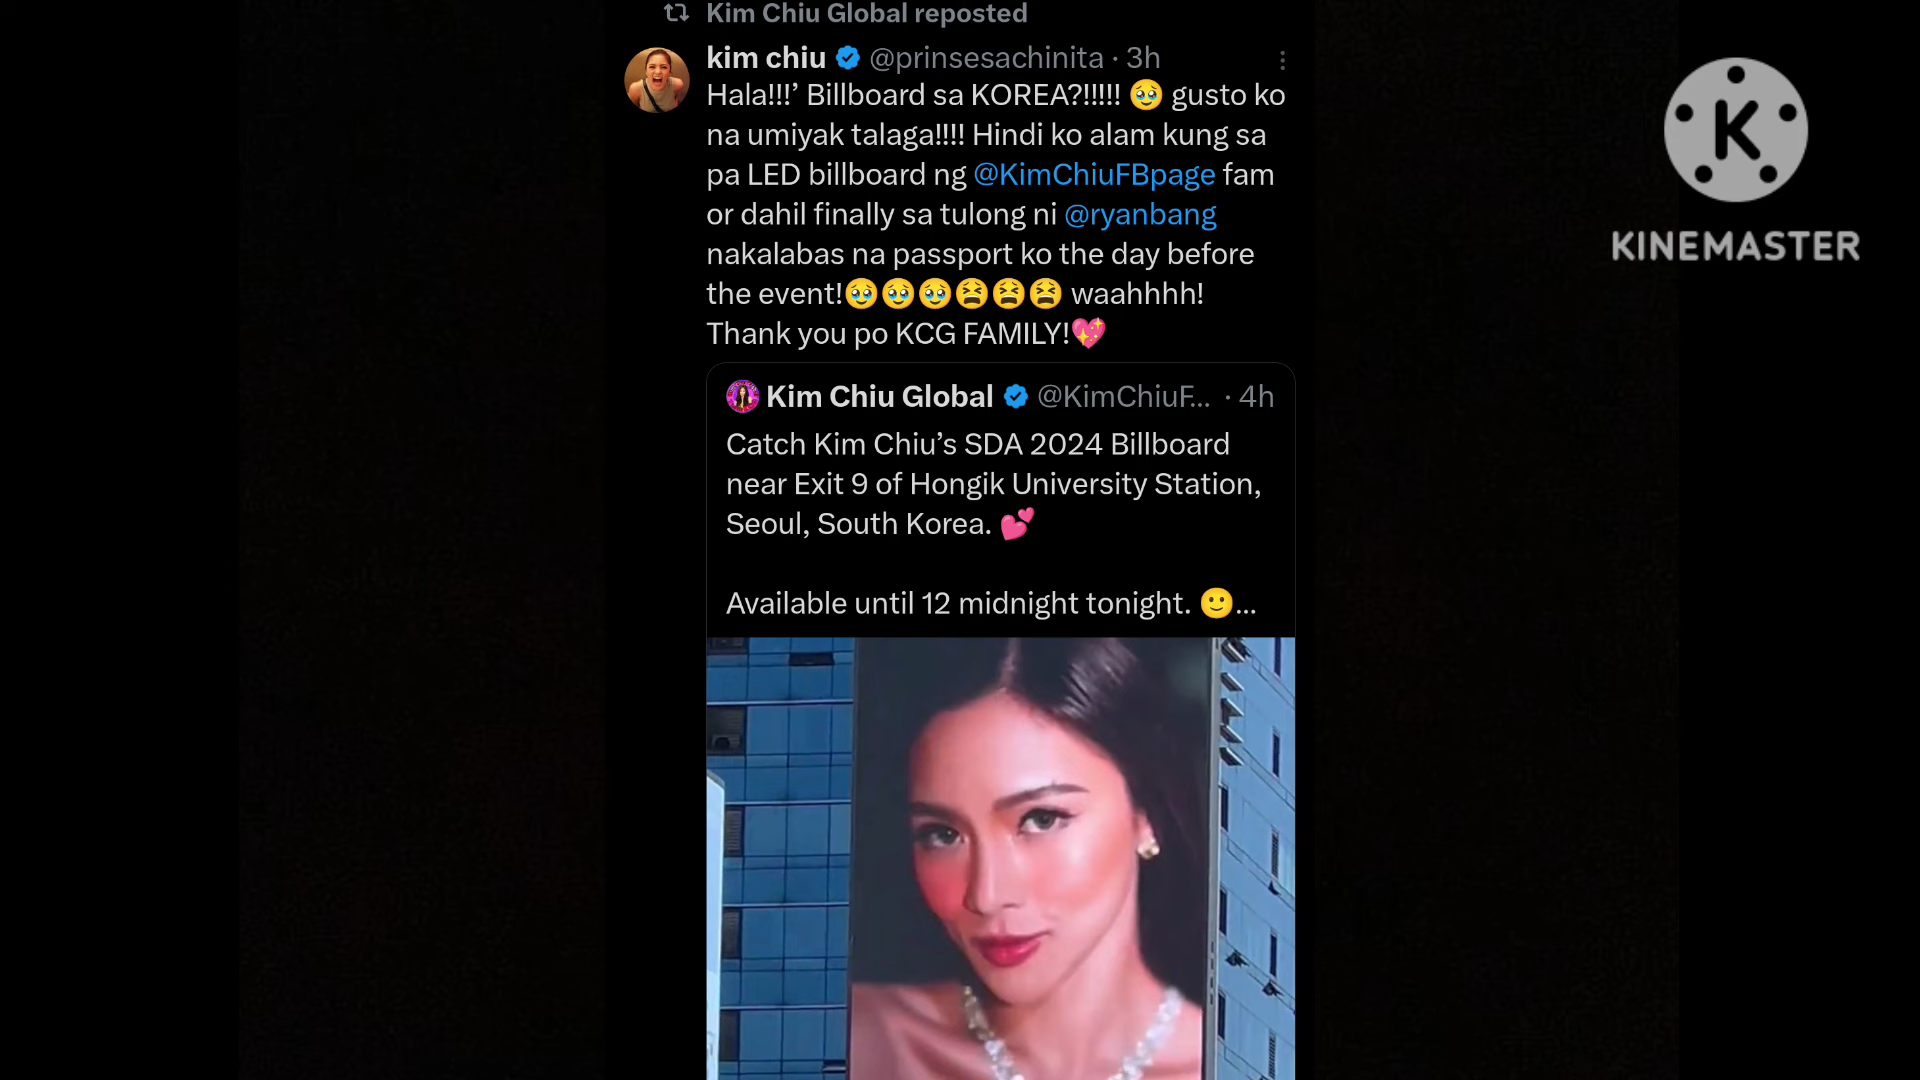 Kim Chiu Global reposted
kim chiu @prinsesachinita · 3h
Hala!!!’ Billboard sa KOREA?!!!!! 🥹 gusto ko
na umiyak talaga!!!! Hindi ko alam kung sa
pa LED billboard ng @KimChiuFBpage fam
or dahil finally sa tulong ni @ryanbang
nakalabas na passport ko the day before
the event!🥹🥹🥹😫😫😫 waahhhh!
Thank you po KCG FAMILY!💖
Kim Chiu Global @KimChiuF... · 4h
Catch Kim Chiu’s SDA 2024 Billboard
near Exit 9 of Hongik University Station,
Seoul, South Korea. 💕
Available until 12 midnight tonight. 🙂...
K
KINEMASTER